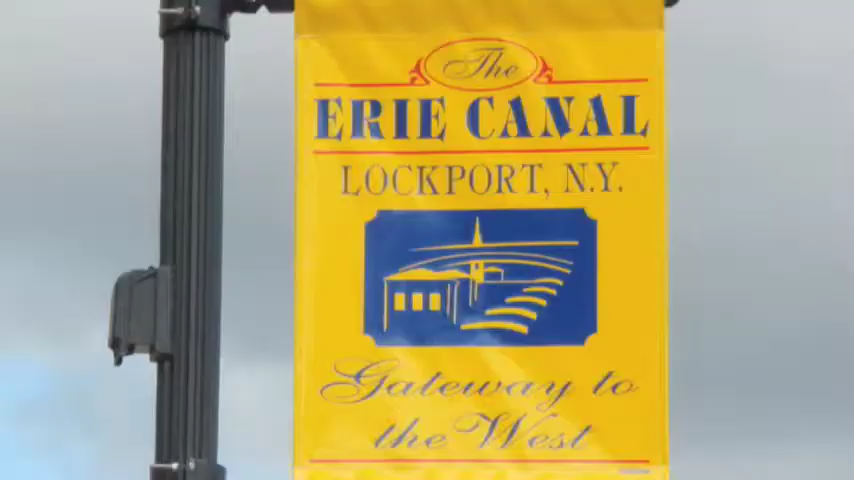 The
ERIE CANAL
LOCKPORT, N.Y.
Gateway to
the West